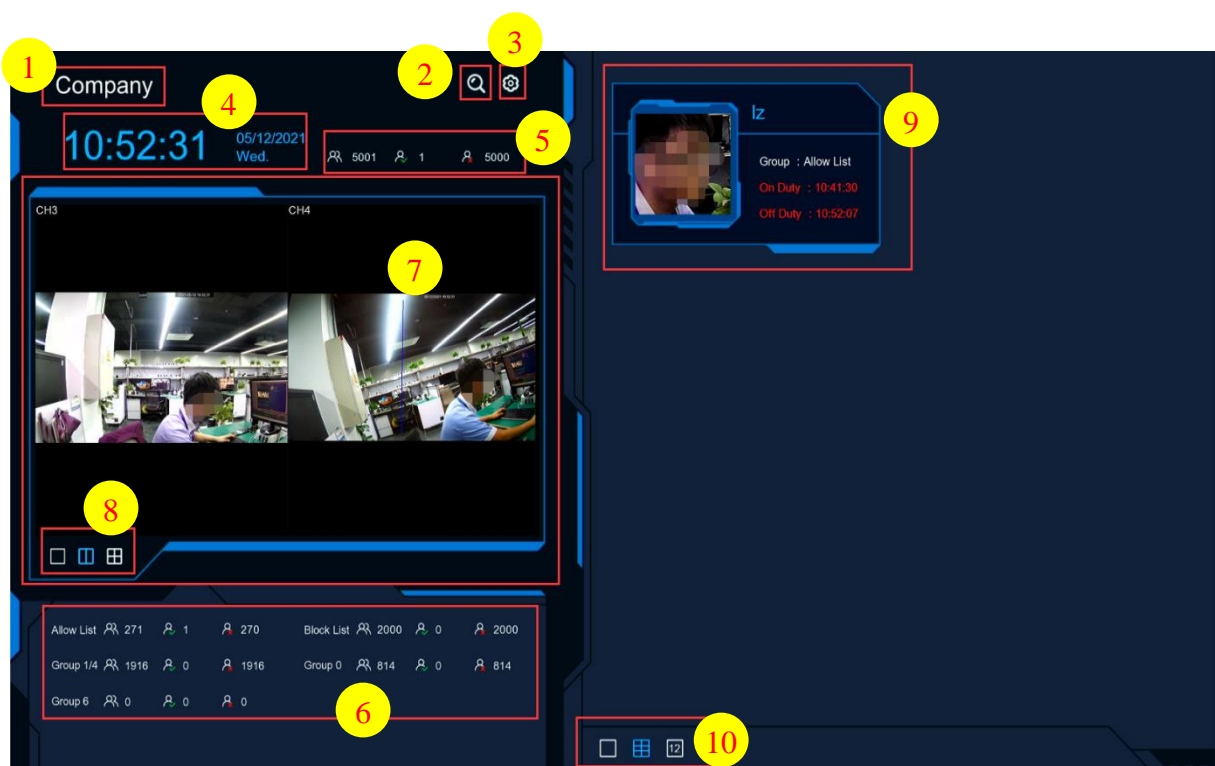 1
Company
2
3
4
10:52:31
05/12/2021
Wed.
5
5001 1 5000
CH3
CH4
7
8
9
lz
Group : Allow List
On Duty : 10:41:30
Off Duty : 10:52:07
Allow List 271 1 270 Block List 2000 0 2000
Group 1/4 1916 0 1916 Group 0 814 0 814
Group 6 0 0 0
6
12
10